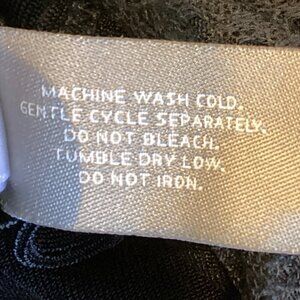 MACHINE WASH COLD.
GENTLE CYCLE SEPARATELY.
DO NOT BLEACH.
TUMBLE DRY LOW.
DO NOT IRON.